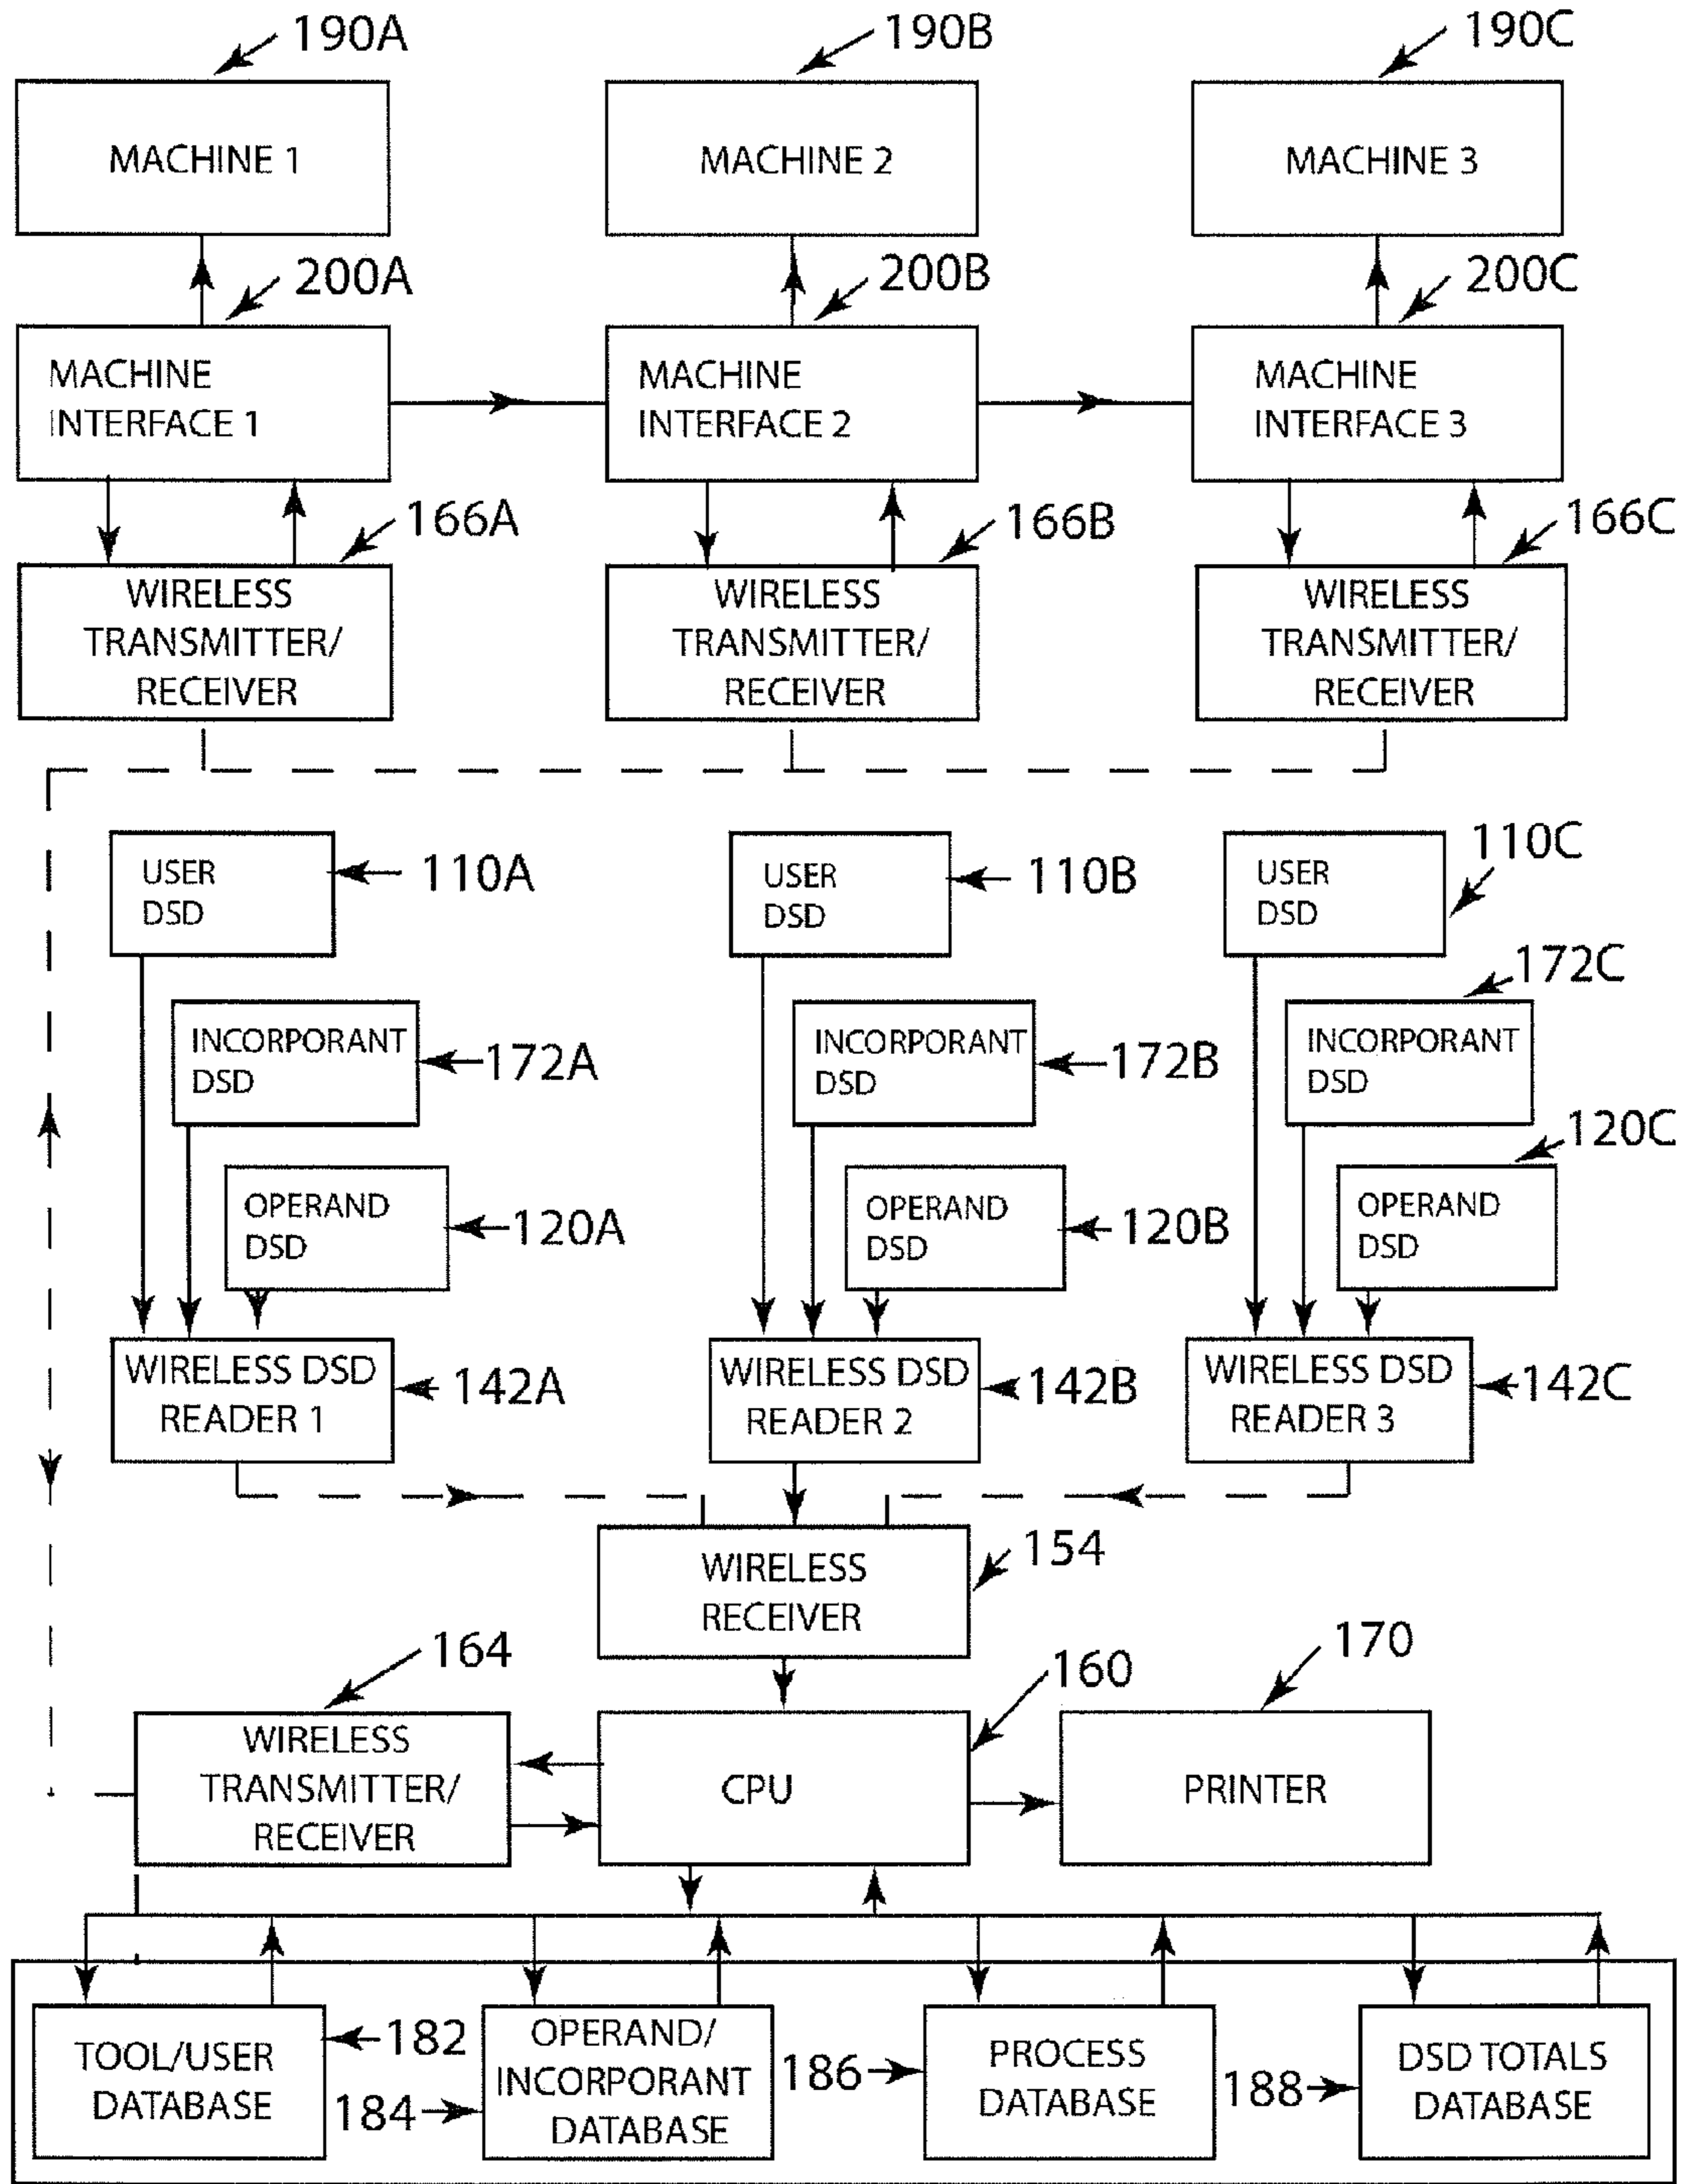 190A
190B
190C
MACHINE 1
MACHINE 2
MACHINE 3
200A
200B
200C
MACHINE
INTERFACE 1
MACHINE
INTERFACE 2
MACHINE
INTERFACE 3
166A
166B
166C
WIRELESS
TRANSMITTER/
RECEIVER
WIRELESS
TRANSMITTER/
RECEIVER
WIRELESS
TRANSMITTER/
RECEIVER
USER
DSD
110A
USER
DSD
110B
USER
DSD
110C
INCORPORANT
DSD
172A
INCORPORANT
DSD
172B
INCORPORANT
DSD
172C
OPERAND
DSD
120A
OPERAND
DSD
120B
OPERAND
DSD
120C
WIRELESS DSD
READER 1
142A
WIRELESS DSD
READER 2
142B
WIRELESS DSD
READER 3
142C
WIRELESS
RECEIVER
154
164
160
170
WIRELESS
TRANSMITTER/
RECEIVER
CPU
PRINTER
TOOL/USER
DATABASE
182
184
OPERAND/
INCORPORANT
DATABASE
186
PROCESS
DATABASE
188
DSD TOTALS
DATABASE